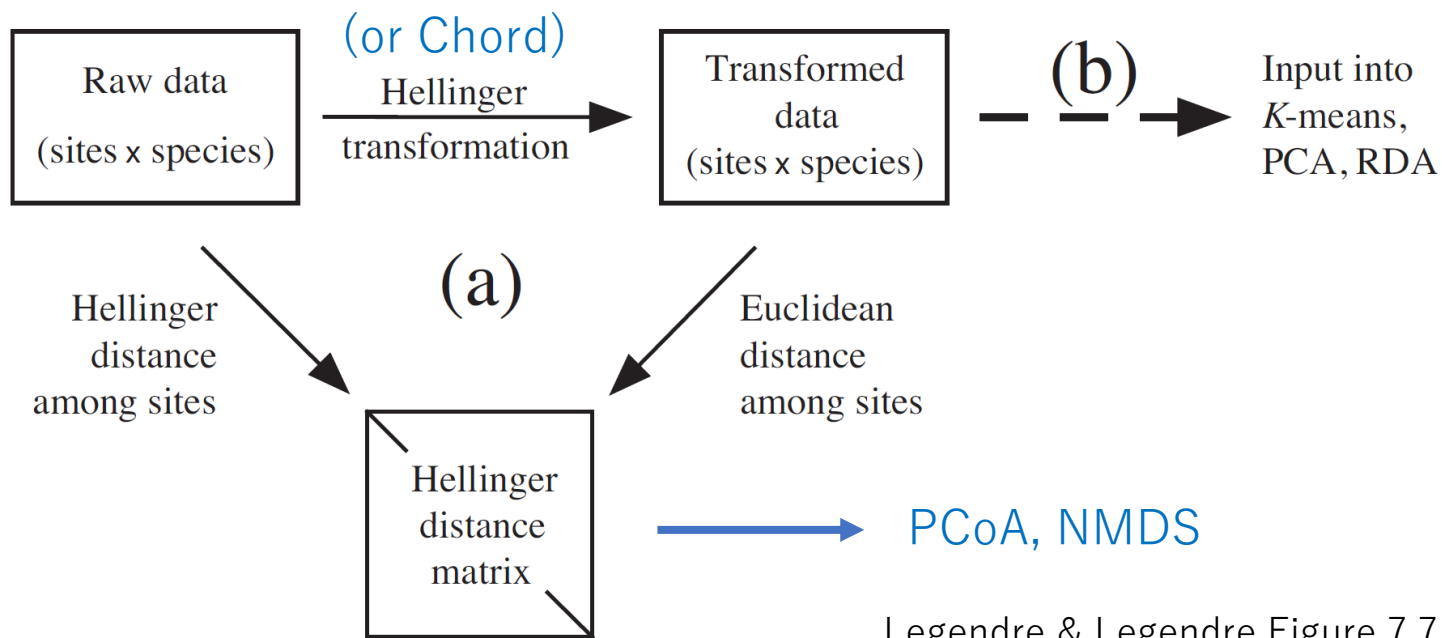 (or Chord)
Raw data
(sites x species)
Hellinger
transformation
Transformed
data
(sites x species)
(b)
Input into
K-means,
PCA, RDA
Hellinger
distance
among sites
(a)
Euclidean
distance
among sites
Hellinger
distance
matrix
PCoA, NMDS
Legendre & Legendre Figure 7.7